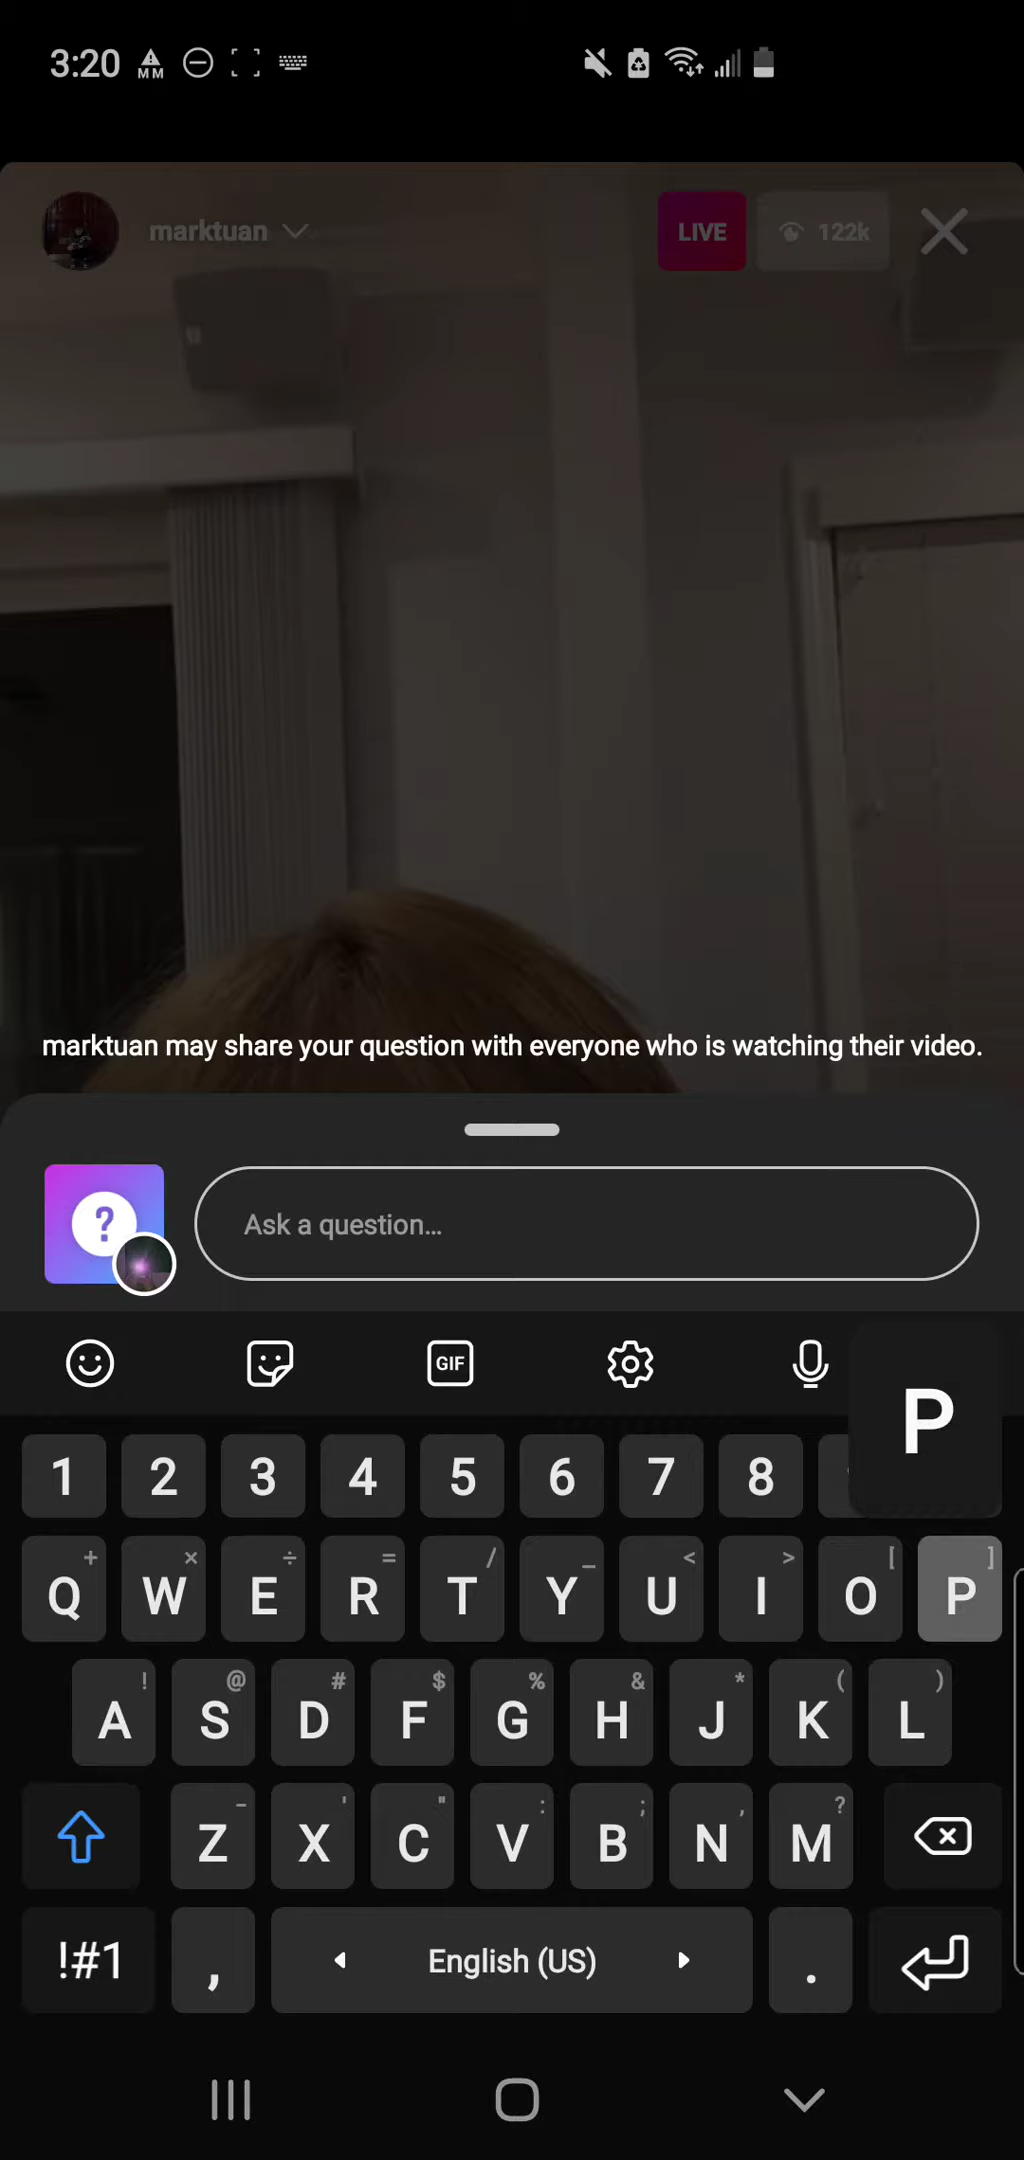 3:20 MM
marktuan LIVE 122k
marktuan may share your question with everyone who is watching their video.
? Ask a question...
GIF
P
1 2 3 4 5 6 7 8
+ × ÷ = / _ < > [ ]
Q W E R T Y U I O P
! @ # $ % & * ( )
A S D F G H J K L
- ' " : ; , ?
Z X C V B N M
!#1 , English (US) .